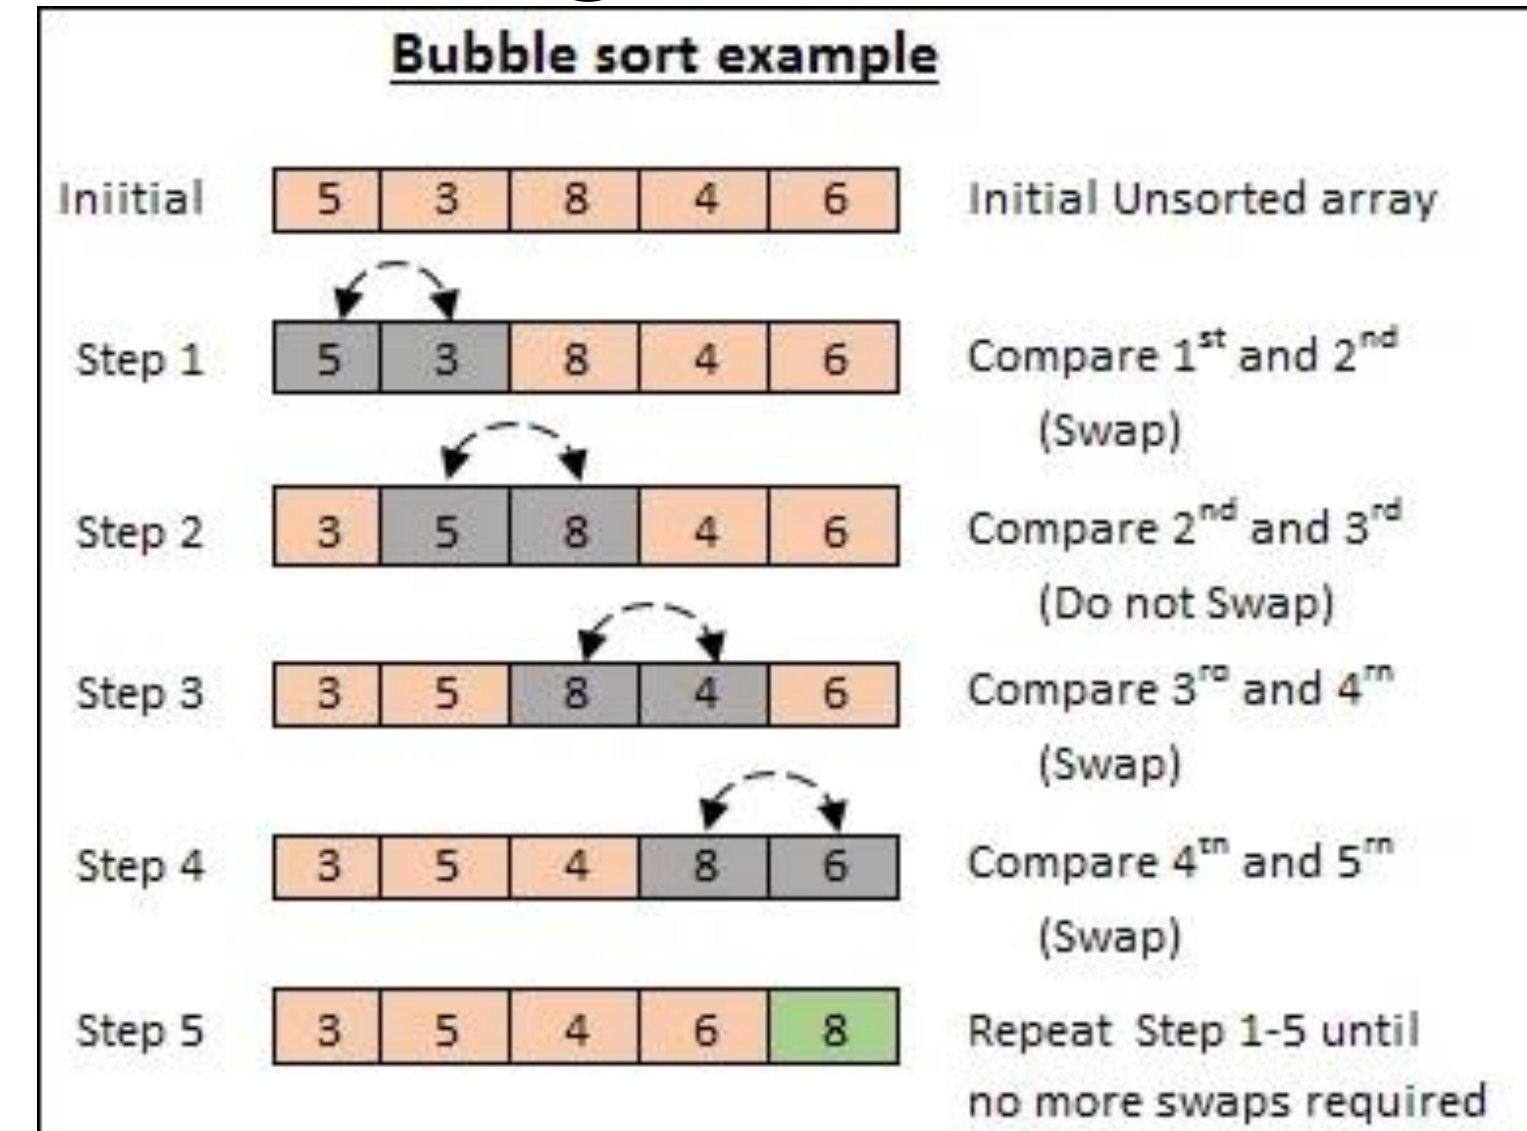 Bubble sort example
Iniitial 5 3 8 4 6 Initial Unsorted array
Step 1 5 3 8 4 6 Compare 1st and 2nd
(Swap)
Step 2 3 5 8 4 6 Compare 2nd and 3rd
(Do not Swap)
Step 3 3 5 8 4 6 Compare 3rd and 4th
(Swap)
Step 4 3 5 4 8 6 Compare 4th and 5th
(Swap)
Step 5 3 5 4 6 8 Repeat Step 1-5 until
no more swaps required